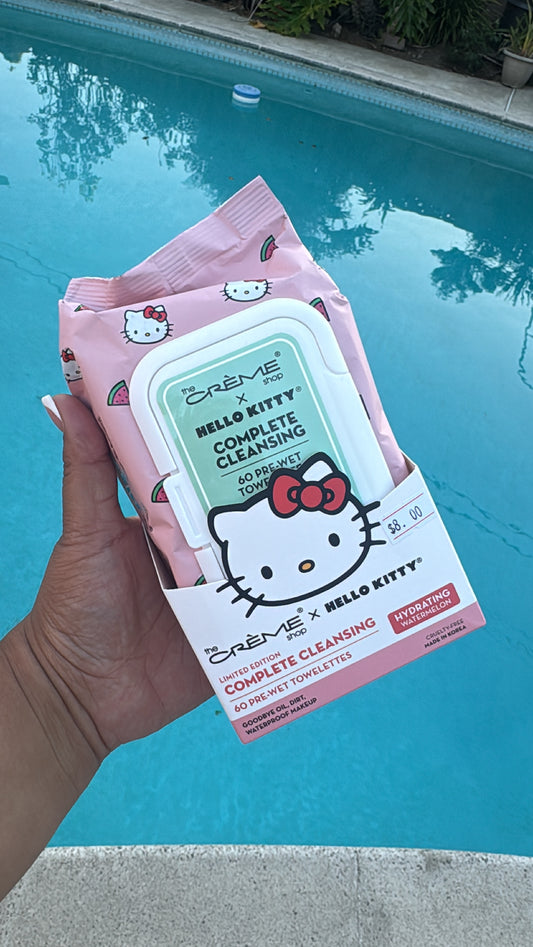 the CRÈME® shop
×
HELLO KITTY®
COMPLETE
CLEANSING
60 PRE-WET
$8.00
the CRÈME® shop × HELLO KITTY®
LIMITED EDITION
COMPLETE CLEANSING
60 PRE-WET TOWELETTES
GOODBYE OIL, DIRT,
WATERPROOF MAKEUP
HYDRATING
WATERMELON
CRUELTY-FREE
MADE IN KOREA